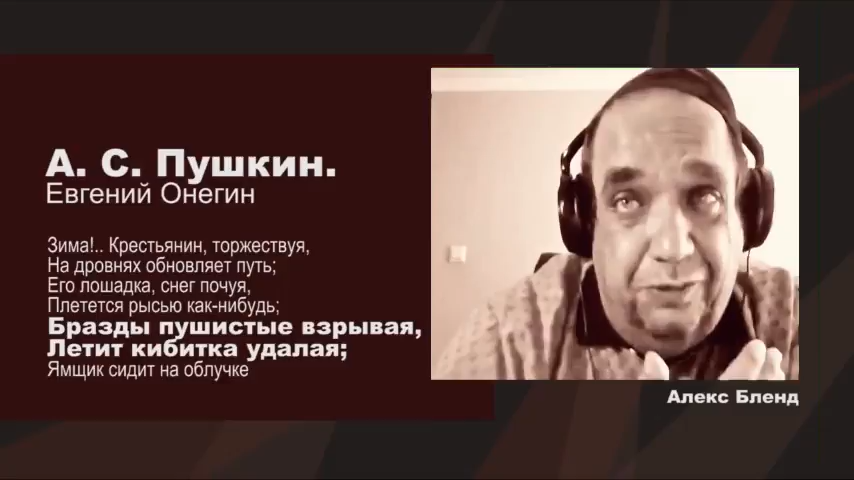 А. С. Пушкин.
Евгений Онегин
Зима!.. Крестьянин, торжествуя,
На дровнях обновляет путь;
Его лошадка, снег почуя,
Плетется рысью как-нибудь;
Бразды пушистые взрывая,
Летит кибитка удалая;
Ямщик сидит на облучке
Алекс Бленд